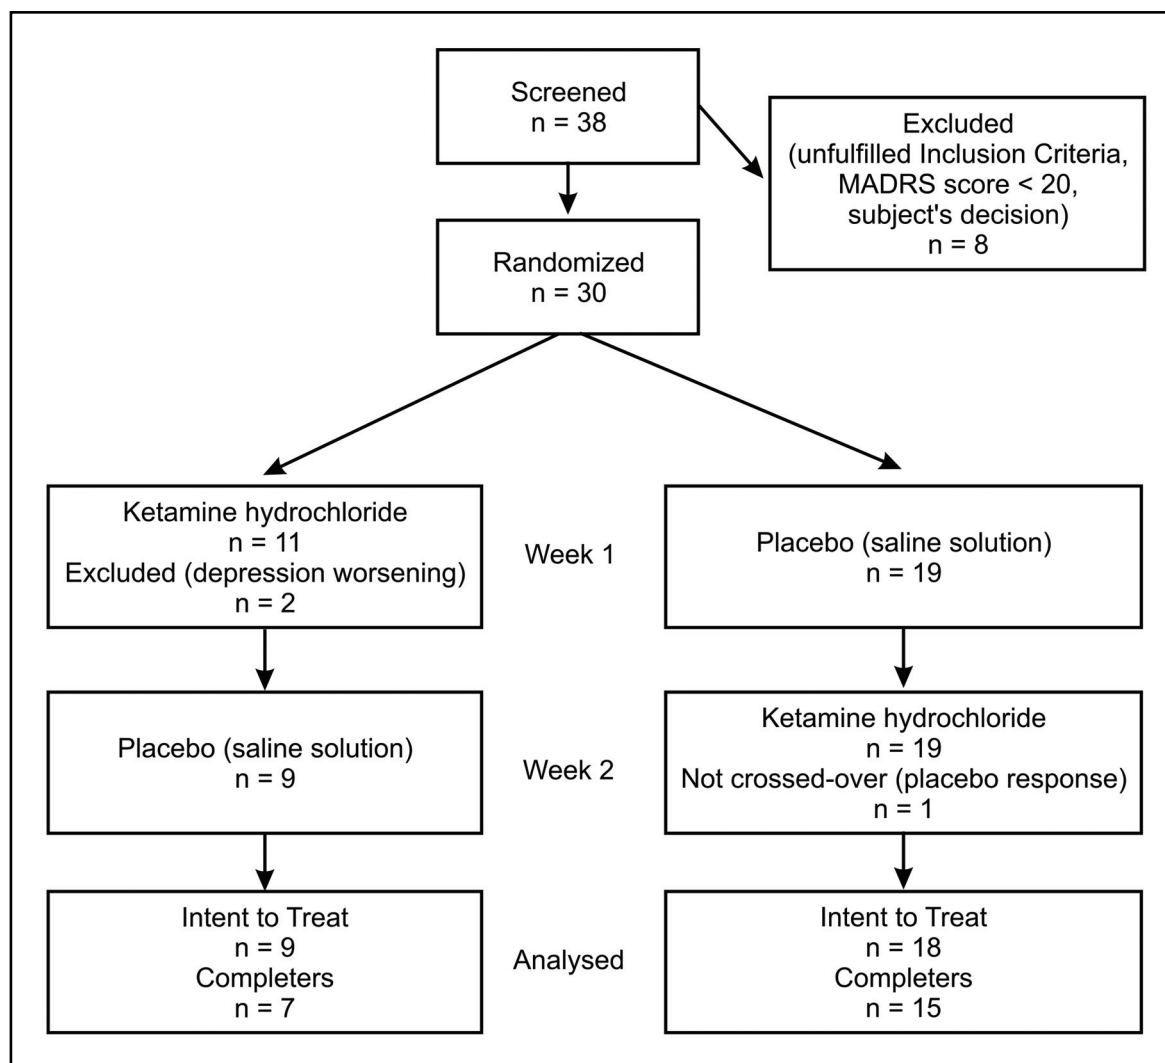 Screened
n = 38
Excluded
(unfulfilled Inclusion Criteria,
MADRS score < 20,
subject's decision)
n = 8
Randomized
n = 30
Ketamine hydrochloride
n = 11
Excluded (depression worsening)
n = 2
Week 1
Placebo (saline solution)
n = 19
Placebo (saline solution)
n = 9
Week 2
Ketamine hydrochloride
n = 19
Not crossed-over (placebo response)
n = 1
Intent to Treat
n = 9
Completers
n = 7
Analysed
Intent to Treat
n = 18
Completers
n = 15